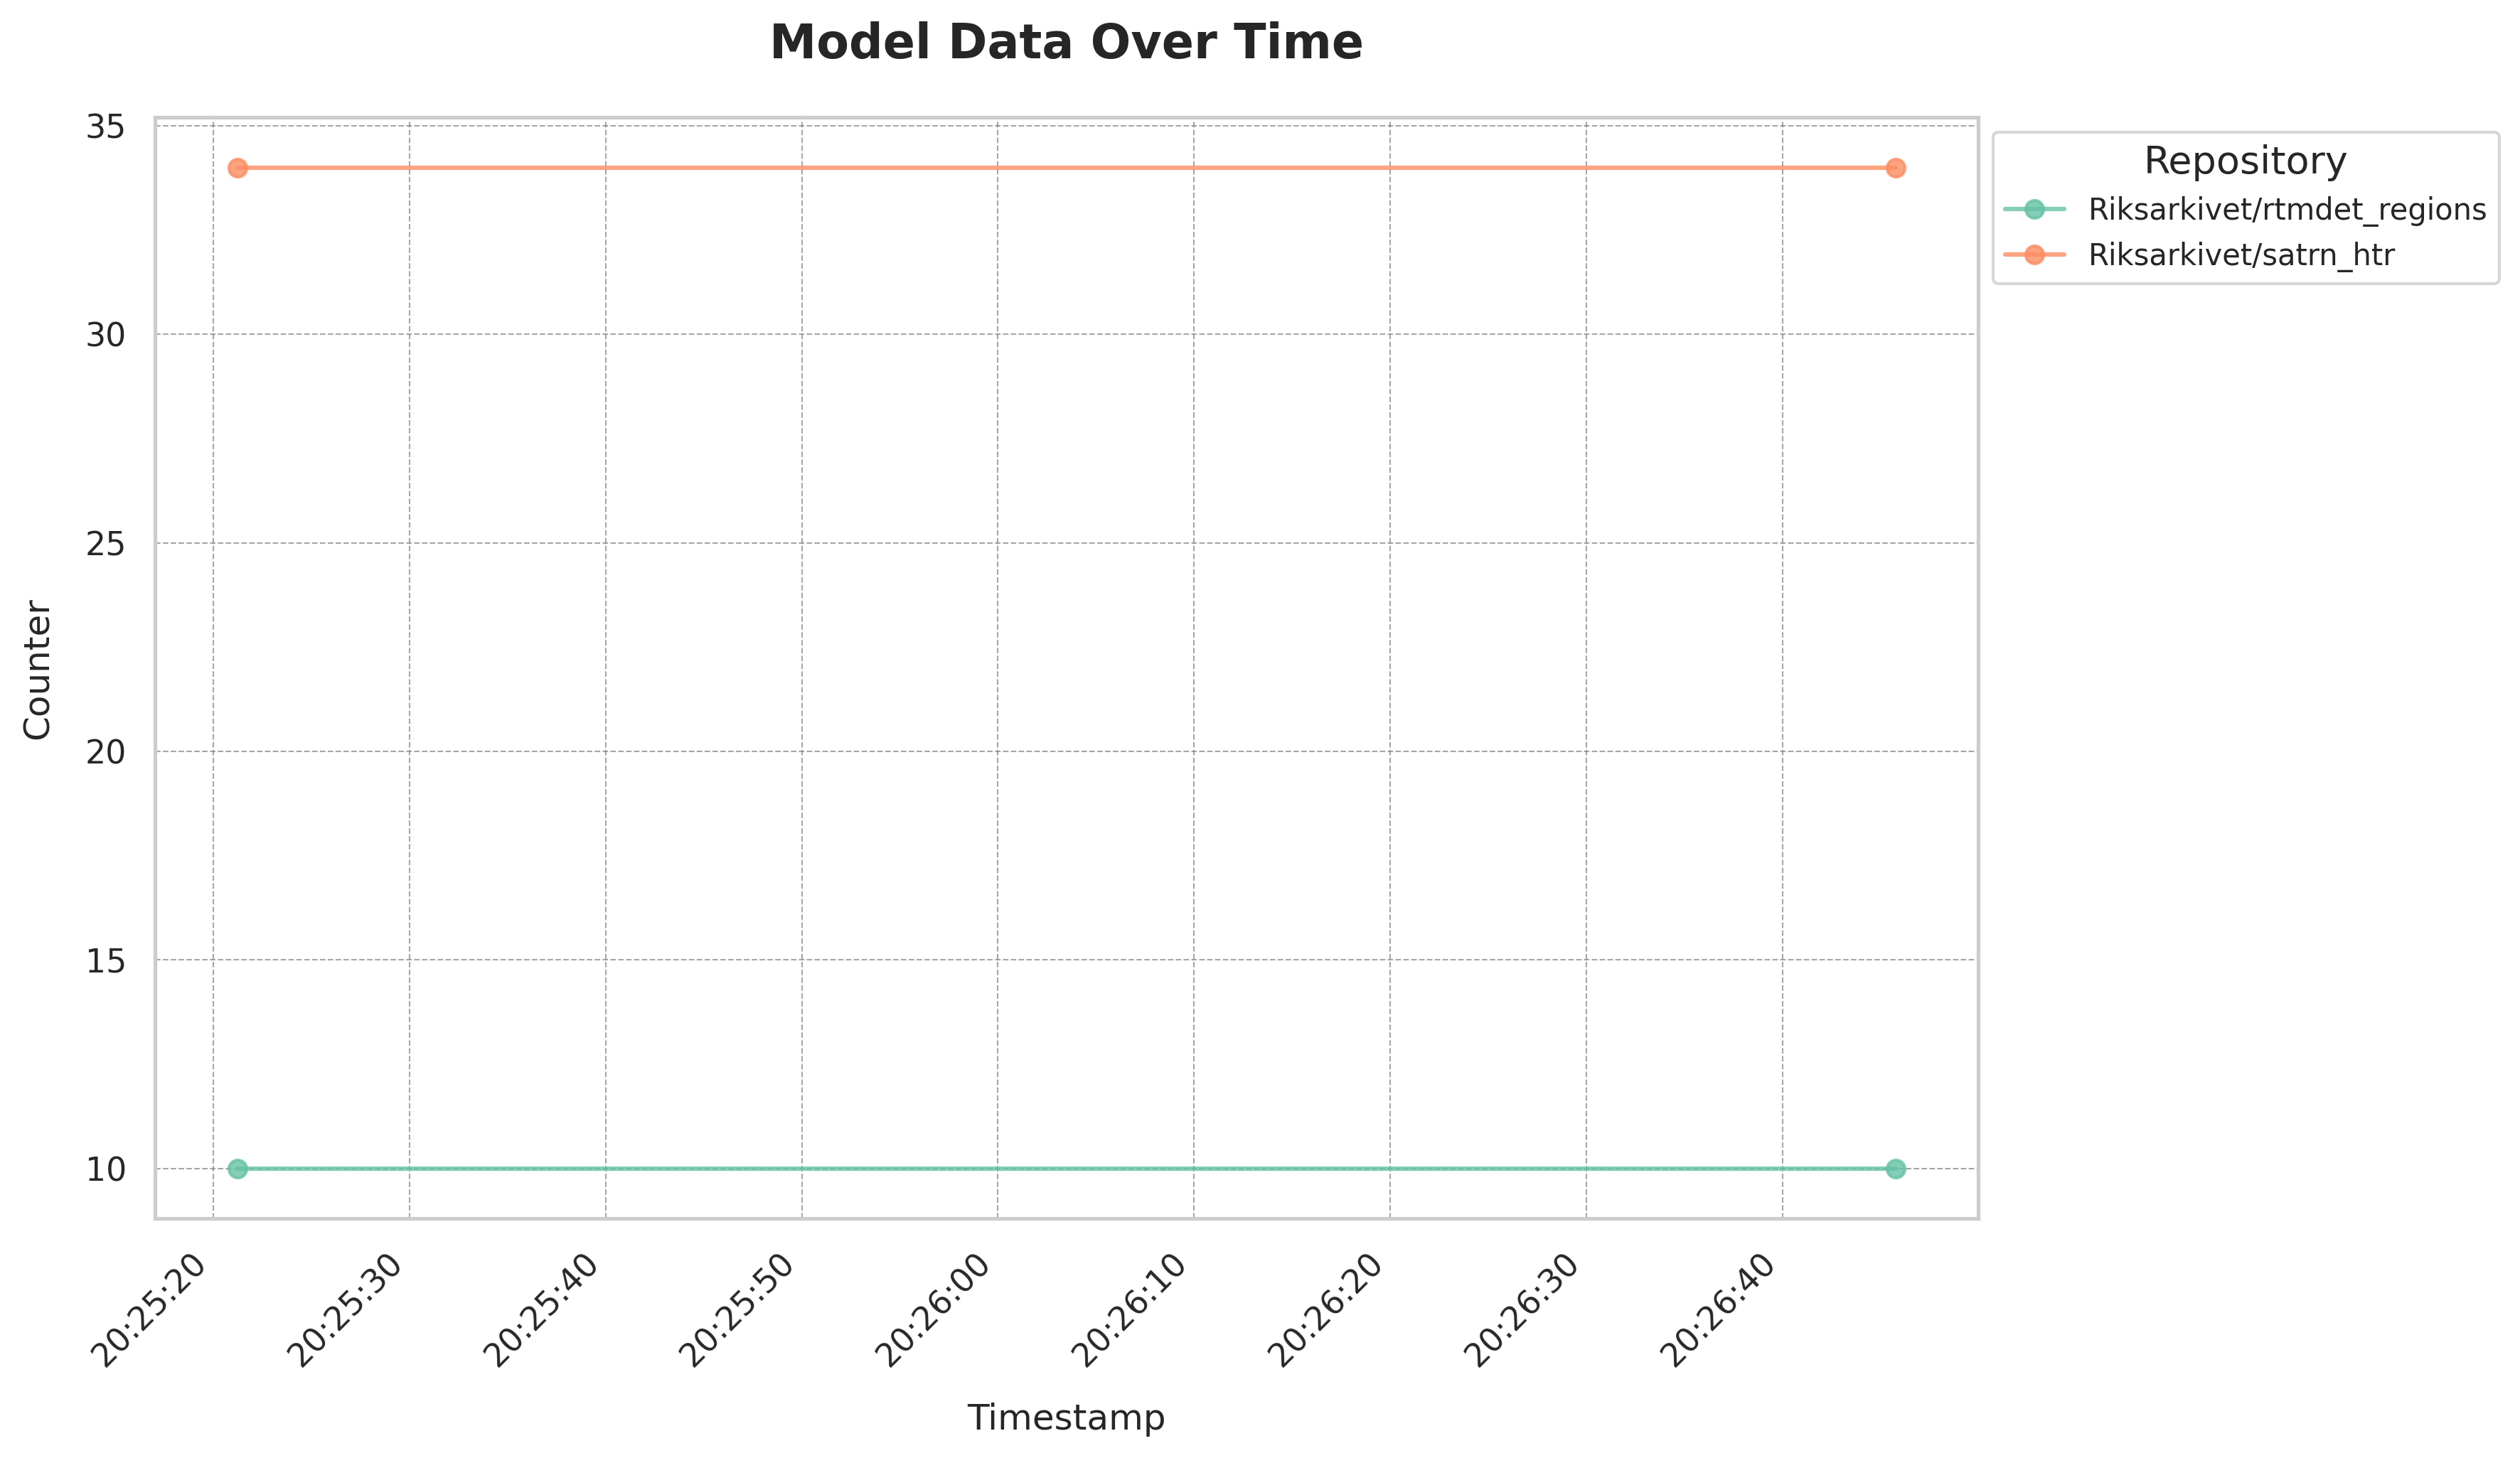 Model Data Over Time
35
30
25
20
15
10
Counter
Repository
Riksarkivet/rtmdet_regions
Riksarkivet/satrn_htr
20:25:20
20:25:30
20:25:40
20:25:50
20:26:00
20:26:10
20:26:20
20:26:30
20:26:40
Timestamp